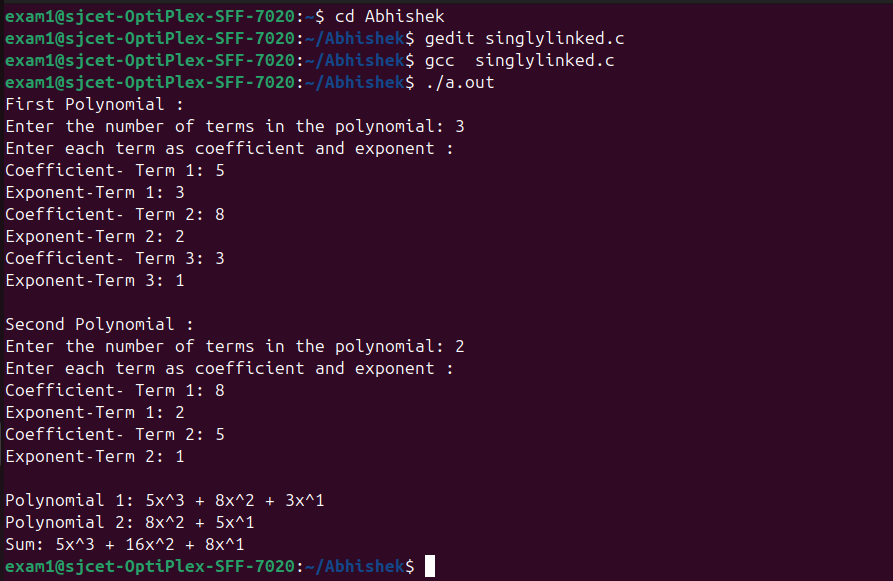 exam1@sjcet-OptiPlex-SFF-7020:~$ cd Abhishek
exam1@sjcet-OptiPlex-SFF-7020:~/Abhishek$ gedit singlylinked.c
exam1@sjcet-OptiPlex-SFF-7020:~/Abhishek$ gcc  singlylinked.c
exam1@sjcet-OptiPlex-SFF-7020:~/Abhishek$ ./a.out
First Polynomial :
Enter the number of terms in the polynomial: 3
Enter each term as coefficient and exponent :
Coefficient- Term 1: 5
Exponent-Term 1: 3
Coefficient- Term 2: 8
Exponent-Term 2: 2
Coefficient- Term 3: 3
Exponent-Term 3: 1

Second Polynomial :
Enter the number of terms in the polynomial: 2
Enter each term as coefficient and exponent :
Coefficient- Term 1: 8
Exponent-Term 1: 2
Coefficient- Term 2: 5
Exponent-Term 2: 1

Polynomial 1: 5x^3 + 8x^2 + 3x^1
Polynomial 2: 8x^2 + 5x^1
Sum: 5x^3 + 16x^2 + 8x^1
exam1@sjcet-OptiPlex-SFF-7020:~/Abhishek$